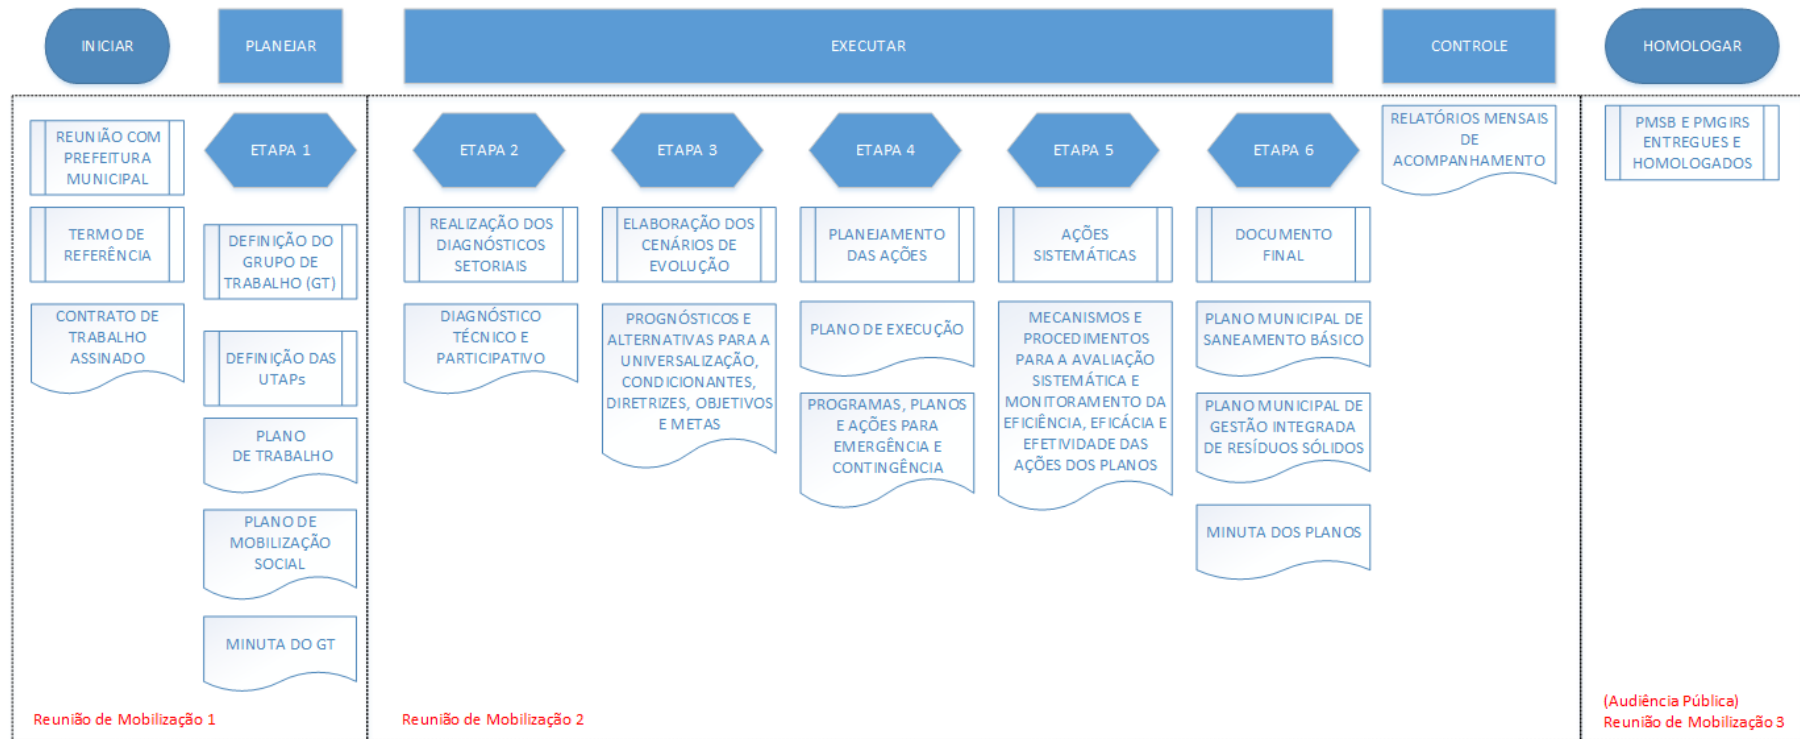 INICIAR
PLANEJAR
EXECUTAR
CONTROLE
HOMOLOGAR
REUNIÃO COM
PREFEITURA
MUNICIPAL
TERMO DE
REFERÊNCIA
CONTRATO DE
TRABALHO
ASSINADO
ETAPA 1
DEFINIÇÃO DO
GRUPO DE
TRABALHO (GT)
DEFINIÇÃO DAS
UTAPs
PLANO
DE TRABALHO
PLANO DE
MOBILIZAÇÃO
SOCIAL
MINUTA DO GT
Reunião de Mobilização 1
ETAPA 2
REALIZAÇÃO DOS
DIAGNÓSTICOS
SETORIAIS
DIAGNÓSTICO
TÉCNICO E
PARTICIPATIVO
ETAPA 3
ELABORAÇÃO DOS
CENÁRIOS DE
EVOLUÇÃO
PROGNÓSTICOS E
ALTERNATIVAS PARA A
UNIVERSALIZAÇÃO,
CONDICIONANTES,
DIRETRIZES, OBJETIVOS
E METAS
ETAPA 4
PLANEJAMENTO
DAS AÇÕES
PLANO DE EXECUÇÃO
PROGRAMAS, PLANOS
E AÇÕES PARA
EMERGÊNCIA E
CONTINGÊNCIA
ETAPA 5
AÇÕES
SISTEMÁTICAS
MECANISMOS E
PROCEDIMENTOS
PARA A AVALIAÇÃO
SISTEMÁTICA E
MONITORAMENTO DA
EFICIÊNCIA, EFICÁCIA E
EFETIVIDADE DAS
AÇÕES DOS PLANOS
ETAPA 6
DOCUMENTO
FINAL
PLANO MUNICIPAL DE
SANEAMENTO BÁSICO
PLANO MUNICIPAL DE
GESTÃO INTEGRADA
DE RESÍDUOS SÓLIDOS
MINUTA DOS PLANOS
RELATÓRIOS MENSAIS
DE
ACOMPANHAMENTO
Reunião de Mobilização 2
PMSB E PMGIRS
ENTREGUES E
HOMOLOGADOS
(Audiência Pública)
Reunião de Mobilização 3